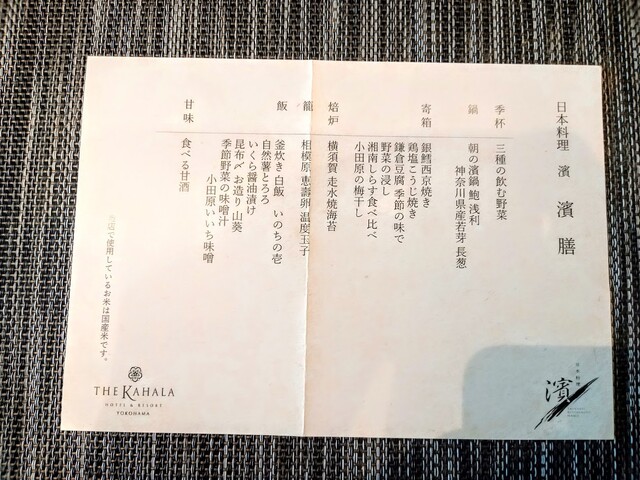 日本料理 濱 濱膳
季杯 三種の飲む野菜
鍋 朝の濱鍋 鮑 浅利
神奈川県産若芽 長葱
寄箱 銀鱈西京焼き
鶏塩こうじ焼き
鎌倉豆腐 季節の味で
野菜の浸し
湘南しらす食べ比べ
小田原の梅干し
焙炉 横須賀 走水焼海苔
籠 相模原 恵壽卵 温度玉子
飯 釜炊き 白飯 いのちの壱
自然薯とろろ
いくら醤油漬け
昆布〆 お造り 山葵
季節野菜の味噌汁
小田原いいち味噌
甘味 食べる甘酒
当店で使用しているお米は国産米です。
THE KAHALA
HOTEL & RESORT
YOKOHAMA
日本料理
濱